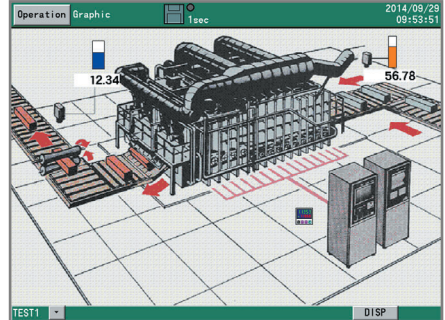 Operation Graphic
1sec
2014/09/29
09:53:51
12.34
56.78
TEST1
DISP